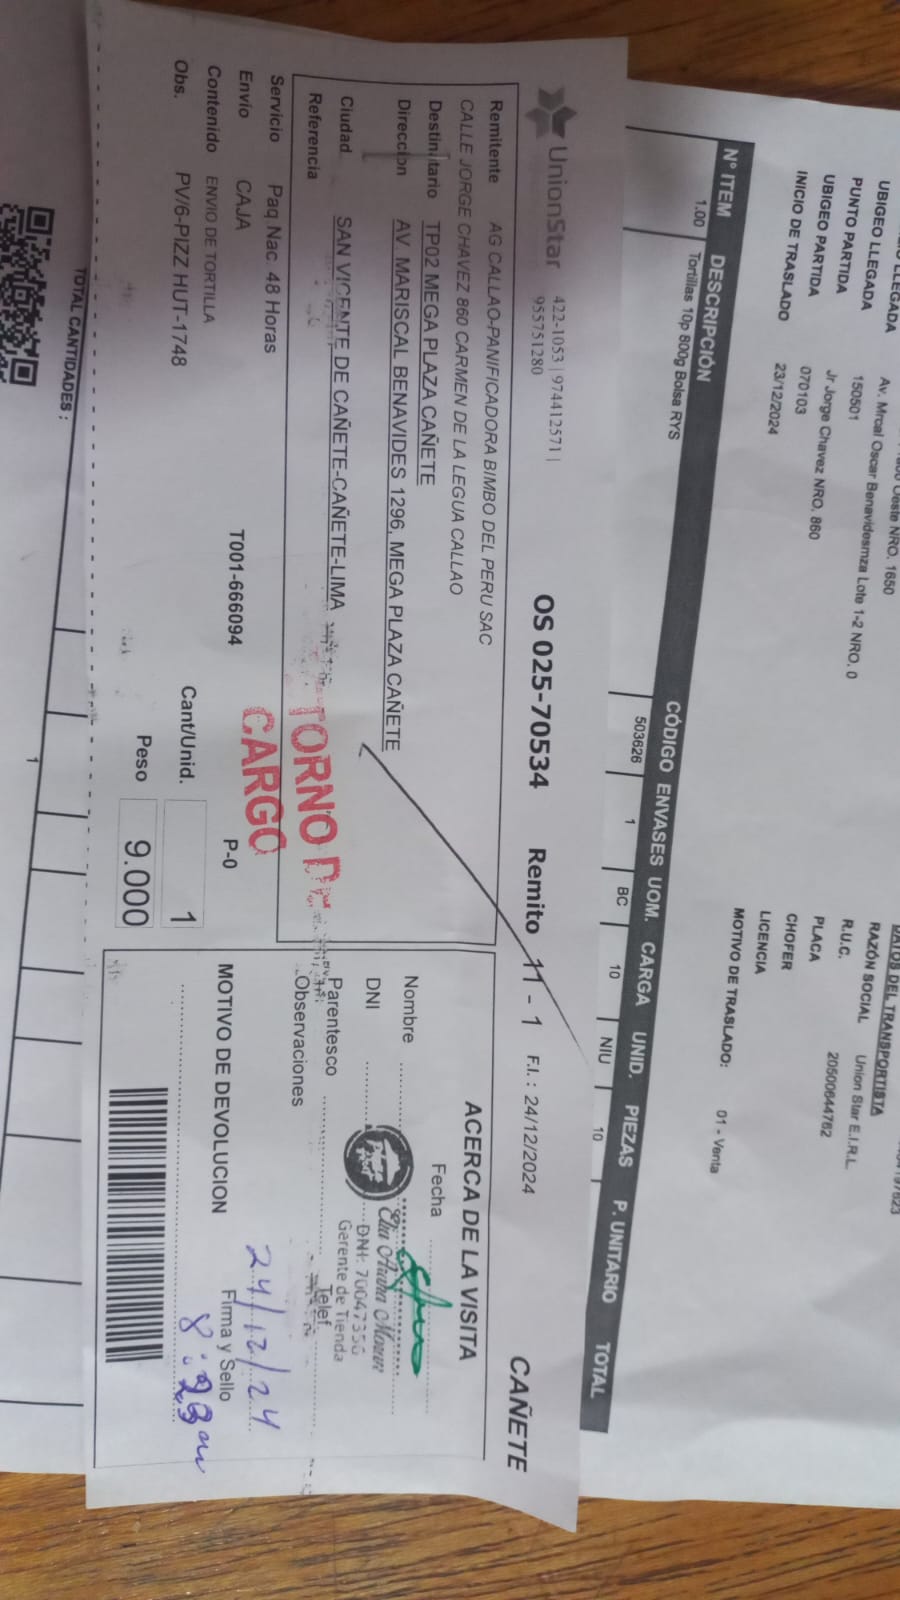 UBIGEO LLEGADA 150501
Av. Mrcal Oscar Benavidesmza Lote 1-2 NRO. 0
PUNTO PARTIDA Jr Jorge Chavez NRO. 860
UBIGEO PARTIDA 070103
INICIO DE TRASLADO 23/12/2024
DATOS DEL TRANSPORTISTA
RAZÓN SOCIAL Union Star E.I.R.L.
R.U.C. 20500644762
PLACA
CHOFER
LICENCIA
MOTIVO DE TRASLADO: 01 - Venta
N° ITEM DESCRIPCIÓN CÓDIGO ENVASES UOM. CARGA UNID. PIEZAS P. UNITARIO TOTAL
1.00 Tortillas 10p 800g Bolsa RYS 503626 1 BC 10 NIU 10
UnionStar 422-1053 | 974412571 |
955751280
OS 025-70534 Remito 11 - 1 F.I. : 24/12/2024 CAÑETE
Remitente AG CALLAO-PANIFICADORA BIMBO DEL PERU SAC
CALLE JORGE CHAVEZ 860 CARMEN DE LA LEGUA CALLAO
Destinatario TP02 MEGA PLAZA CAÑETE
Direccion AV. MARISCAL BENAVIDES 1296, MEGA PLAZA CAÑETE
Ciudad SAN VICENTE DE CAÑETE-CAÑETE-LIMA
Referencia
Servicio Paq Nac 48 Horas
Envío CAJA T001-666094 P-0
Contenido ENVIO DE TORTILLA
Obs. PV/6-PIZZ HUT-1748
CARGO
Cant/Unid. 1
Peso 9.000
ACERCA DE LA VISITA
Fecha
Nombre
DNI
DNI: 70047356
Gerente de Tienda
Parentesco Telef.
Observaciones
MOTIVO DE DEVOLUCION
24/12/24
Firma y Sello
TOTAL CANTIDADES :
1